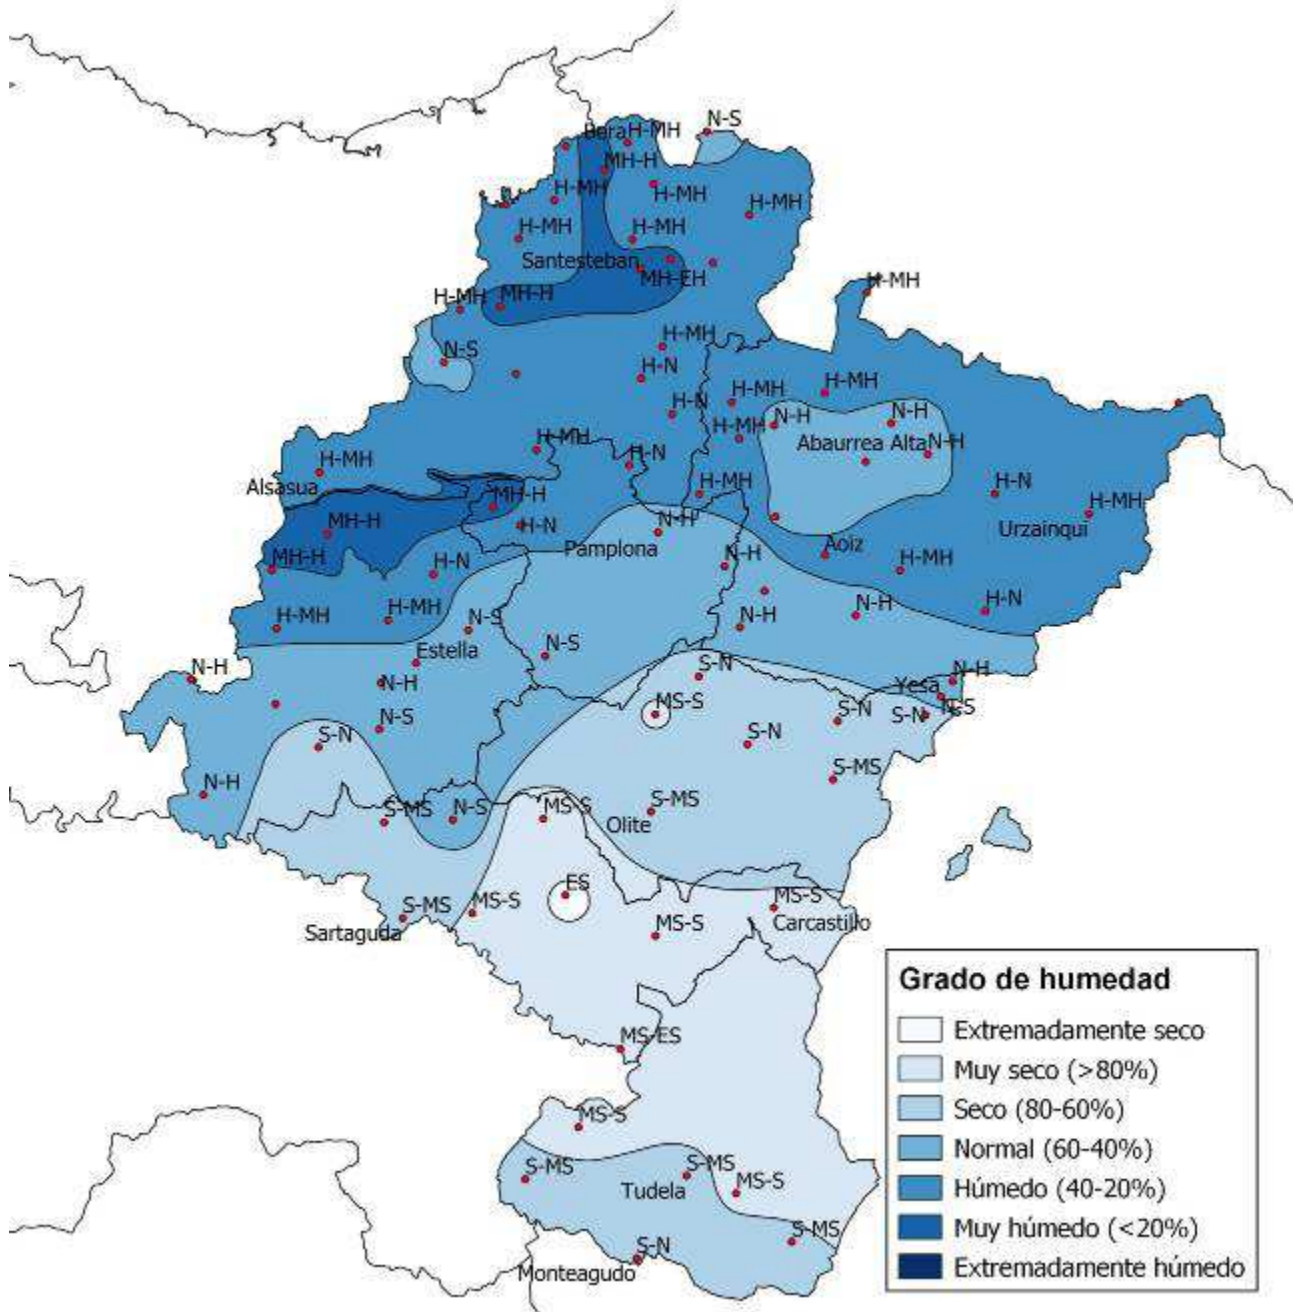 N-S
Bera H-MH
MH-H
H-MH
H-MH
H-MH
H-MH
H-MH
Santesteban
MH-EH
H-MH
H-MH
MH-H
H-MH
N-S
H-N
H-MH
H-MH
H-N
N-H
N-H
H-MH
Abaurrea Alta
N-H
H-MH
H-N
H-MH
Alsasua
H-MH
H-N
MH-H
H-MH
Urzainqui
MH-H
H-N
N-H
Pamplona
Aoiz
MH-H
H-N
N-H
H-MH
H-MH
H-MH
N-H
N-H
H-N
N-S
Estella
N-S
N-H
N-H
S-N
N-H
Yesa
MS-S
S-N
S-N
N-S
N-S
S-N
S-N
S-MS
N-H
S-MS
N-S
MS-S
S-MS
Olite
ES
S-MS
MS-S
MS-S
Sartaguda
MS-S
Carcastillo
MS-ES
MS-S
S-MS
S-MS
Tudela
MS-S
S-MS
S-N
Monteagudo
Grado de humedad
Extremadamente seco
Muy seco (>80%)
Seco (80-60%)
Normal (60-40%)
Húmedo (40-20%)
Muy húmedo (<20%)
Extremadamente húmedo